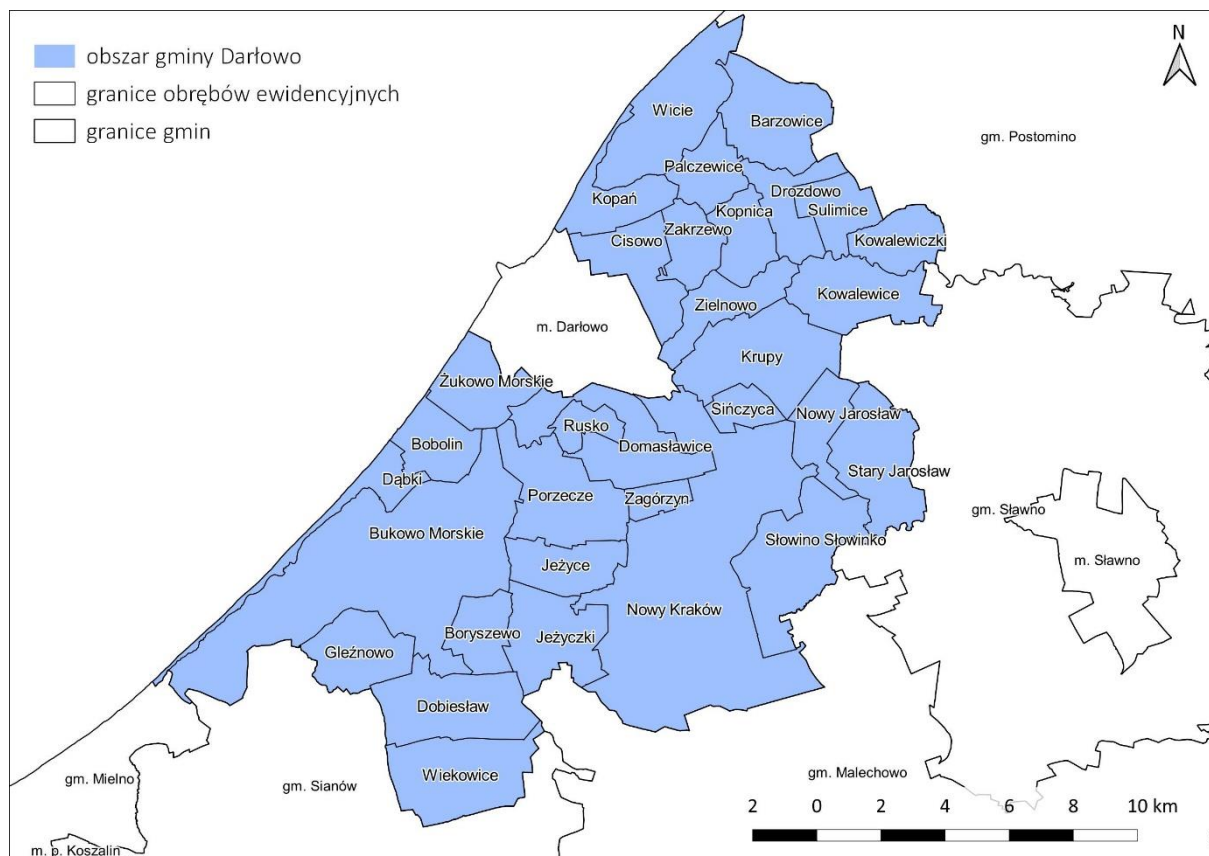 obszar gminy Darłowo
granice obrębów ewidencyjnych
granice gmin
N
Wicie
Barzowice
gm. Postomino
Palczewice
Drozdowo
Kopań
Kopnica
Sulimice
Zakrzewo
Cisowo
Kowalewiczki
Kowalewice
Zielnowo
m. Darłowo
Krupy
Żukowo Morskie
Sińczyca
Nowy Jarosław
Rusko
Bobolin
Domasławice
Stary Jarosław
Dąbki
Porzecze
Zagórzyn
gm. Sławno
Bukowo Morskie
Słowino Słowinko
m. Sławno
Jeżyce
Nowy Kraków
Boryszewo
Jeżyczki
Gleźnowo
Dobiesław
Wiekowice
gm. Malechowo
gm. Mielno
gm. Sianów
2 0 2 4 6 8 10 km
m. p. Koszalin